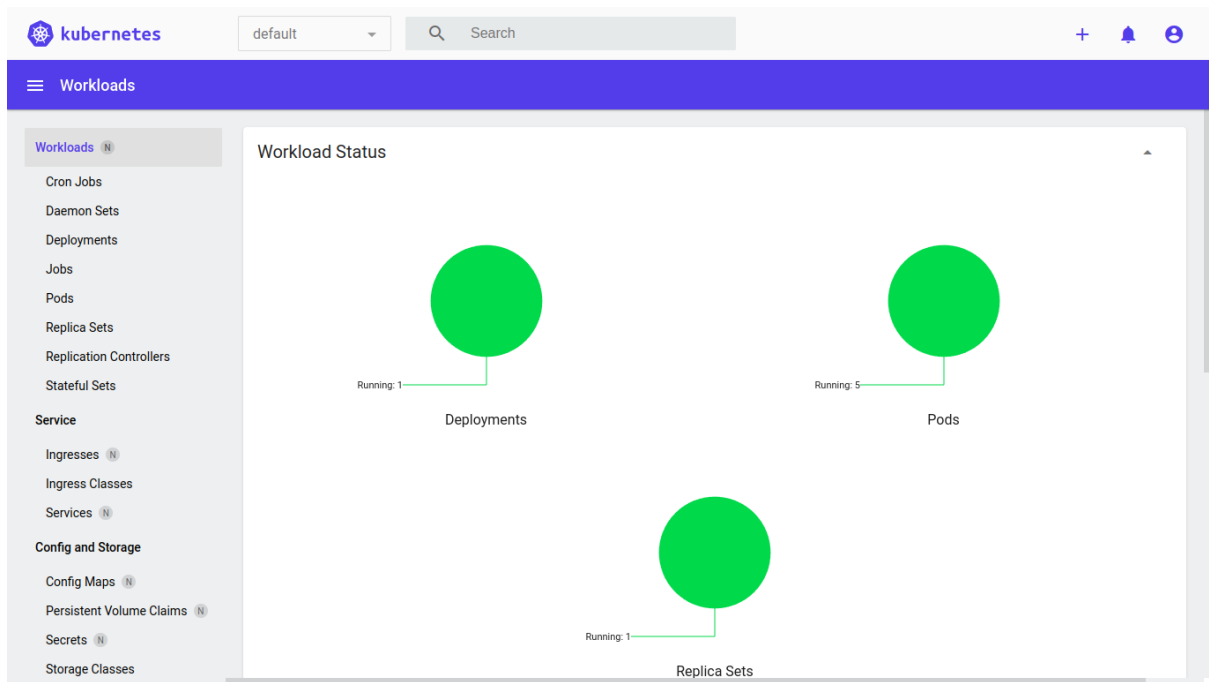 kubernetes
default
Search
Workloads
Workloads N
Cron Jobs
Daemon Sets
Deployments
Jobs
Pods
Replica Sets
Replication Controllers
Stateful Sets
Service
Ingresses N
Ingress Classes
Services N
Config and Storage
Config Maps N
Persistent Volume Claims N
Secrets N
Storage Classes
Workload Status
Running: 1
Deployments
Running: 5
Pods
Running: 1
Replica Sets